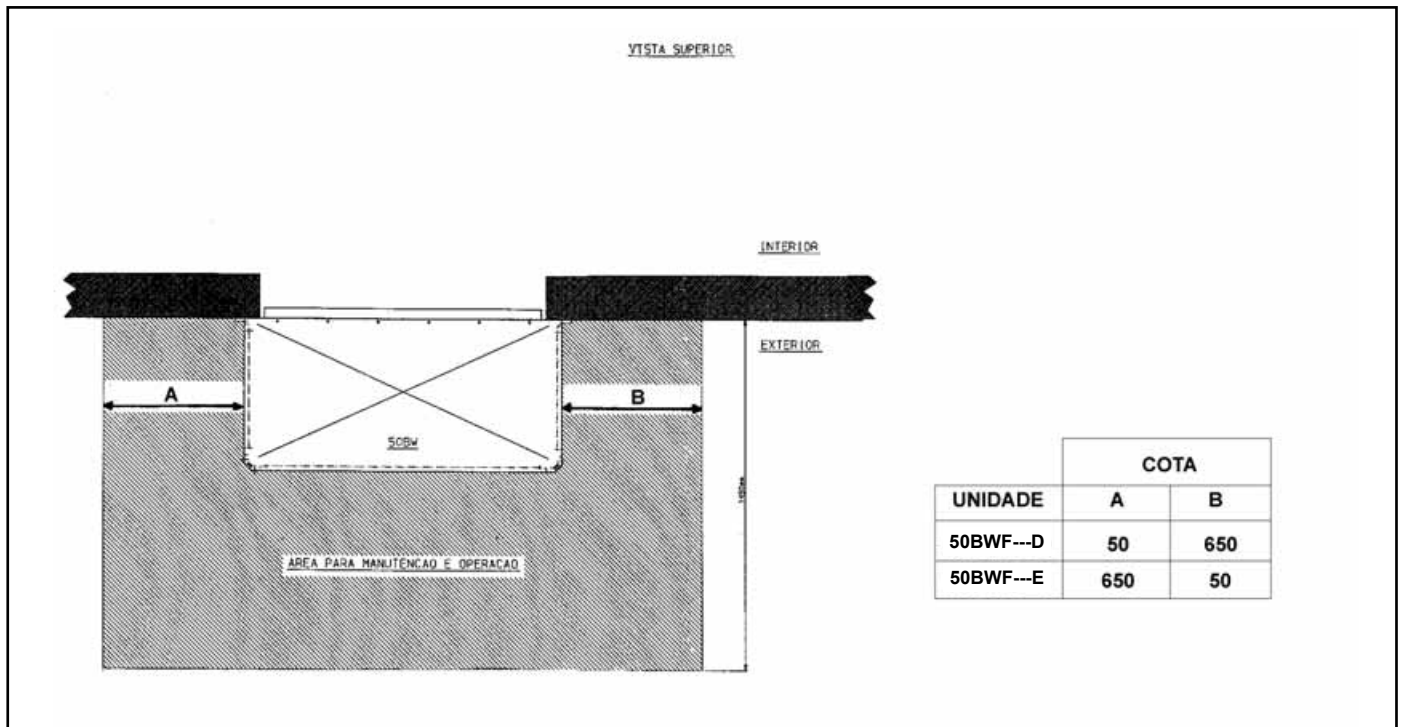 VISTA SUPERIOR
INTERIOR
EXTERIOR
A
B
50BW
AREA PARA MANUTENCAO E OPERACAO
COTA
UNIDADE A B
50BWF---D 50 650
50BWF---E 650 50